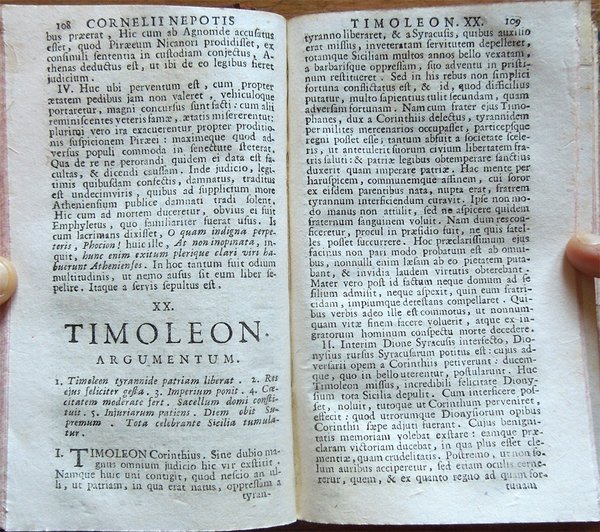 108 CORNELII NEPOTIS
bus præerat, Hic cum ab Agnomide accusatus
esset, quod Piræeum Nicanori prodidisset, ex
consimili sententia in custodiam conjectus,
Athenas deductus est, ut ibi de eo legibus fieret
judicium.
IV. Huc ubi perventum est, cum propter
ætatem pedibus jam non valeret, vehiculoque
portaretur, magni concursus sunt facti: cum alii
reminiscentes veteris famæ, ætatis misererentur:
plurimi vero ira exacuerentur propter proditio-
nis suspicionem Piræei: maximeque quod ad-
versus populi commoda in senectute steterat.
Qua de re ne perorandi quidem ei data est fa-
cultas, & dicendi caussam. Inde judicio, legi-
timis quibusdam confectis, damnatus, traditus
est undecimviris, quibus ad supplicium more
Atheniensium publice damnati tradi solent.
Hic cum ad mortem duceretur, obvius ei fuit
Emphyletus, quo familiariter fuerat usus. Is
cum lacrimans dixisset, O quam indigna perpe-
teris, Phocion! huic ille, At non inopinata, in-
quit, hunc enim exitum plerique clari viri ha-
buerunt Athenienses. In hoc tantum fuit odium
multitudinis, ut nemo ausus sit eum liber se-
pelire. Itaque a servis sepultus est.
XX.
TIMOLEON.
ARGUMENTUM.
1. Timoleon tyrannide patriam liberat. 2. Res
ejus feliciter gesta. 3. Imperium ponit. 4. Cæ-
citatem moderate fert. Sacellum domi consti-
tuit. 5. Injuriarum patiens. Diem obit Su-
premum. Tota celebrante Sicilia tumula-
tur.
I. TIMOLEON Corinthius. Sine dubio ma-
gnus omnium judicio hic vir exstitit.
Namque huic uni contigit, quod nescio an ul-
li, ut patriam, in qua erat natus, oppressam a
tyran-
TIMOLEON. XX. 109
tyranno liberaret, & a Syracusis, quibus auxilio
erat missus, inveteratam servitutem depelleret,
totamque Siciliam multos annos bello vexatam,
a barbarisque oppressam, suo adventu in pristi-
num restitueret. Sed in his rebus non simplici
fortuna conflictatus est, & id, quod difficilius
putatur, multo sapientius tulit secundam, quam
adversam fortunam. Nam cum frater ejus Timo-
phanes, dux a Corinthiis delectus, tyrannidem
per milites mercenarios occupasset, particepsque
regni posset esse; tantum abfuit a societate scele-
ris, ut antetulerit suorum civium libertatem fra-
tris saluti: & patriæ legibus obtemperare sanctius
duxerit quam imperare patriæ. Hac mente per
haruspicem, communemque affinem, cui soror
ex eisdem parentibus nata, nupta erat, fratrem
tyrannum interficiundum curavit. Ipse non mo-
do manus non attulit, sed ne aspicere quidem
fraternum sanguinem voluit. Nam dum res con-
ficeretur, procul in præsidio fuit, ne quis satel-
les posset succurrere. Hoc præclarissimum ejus
facinus non pari modo probatum est ab omni-
bus, nonnulli enim læsam ab eo pietatem puta-
bant, & invidia laudem virtutis obterebant.
Mater vero post id factum neque domum ad se
filium admisit, neque aspexit, quin eum fratri-
cidam, impiumque detestans compellaret. Qui-
bus verbis adeo ille est commotus, ut nonnun-
quam vitæ finem facere voluerit, atque ex in-
gratorum hominum conspectu morte decedere.
II. Interim Dione Syracusis interfecto, Dio-
nysius rursus Syracusarum potitus est: cujus ad-
versarii opem a Corinthiis petiverunt: ducem-
que, quo in bello uterentur, postularunt. Huc
Timoleon missus, incredibili felicitate Diony-
sium tota Sicilia depulit. Cum interficere pos-
set, noluit, tutoque ut Corinthum perveniret,
effecit: quod utrorumque Dionysiorum opibus
Corinthii sæpe adjuti fuerant. Cujus benigni-
tatis memoriam volebat exstare: eamque præ-
claram victoriam ducebat, in qua plus esset cle-
mentiæ, quam crudelitatis. Postremo, ut non so-
lum auribus acciperetur, sed etiam oculis cerne-
retur, quem, & ex quanto regno ad quam for-
tunam